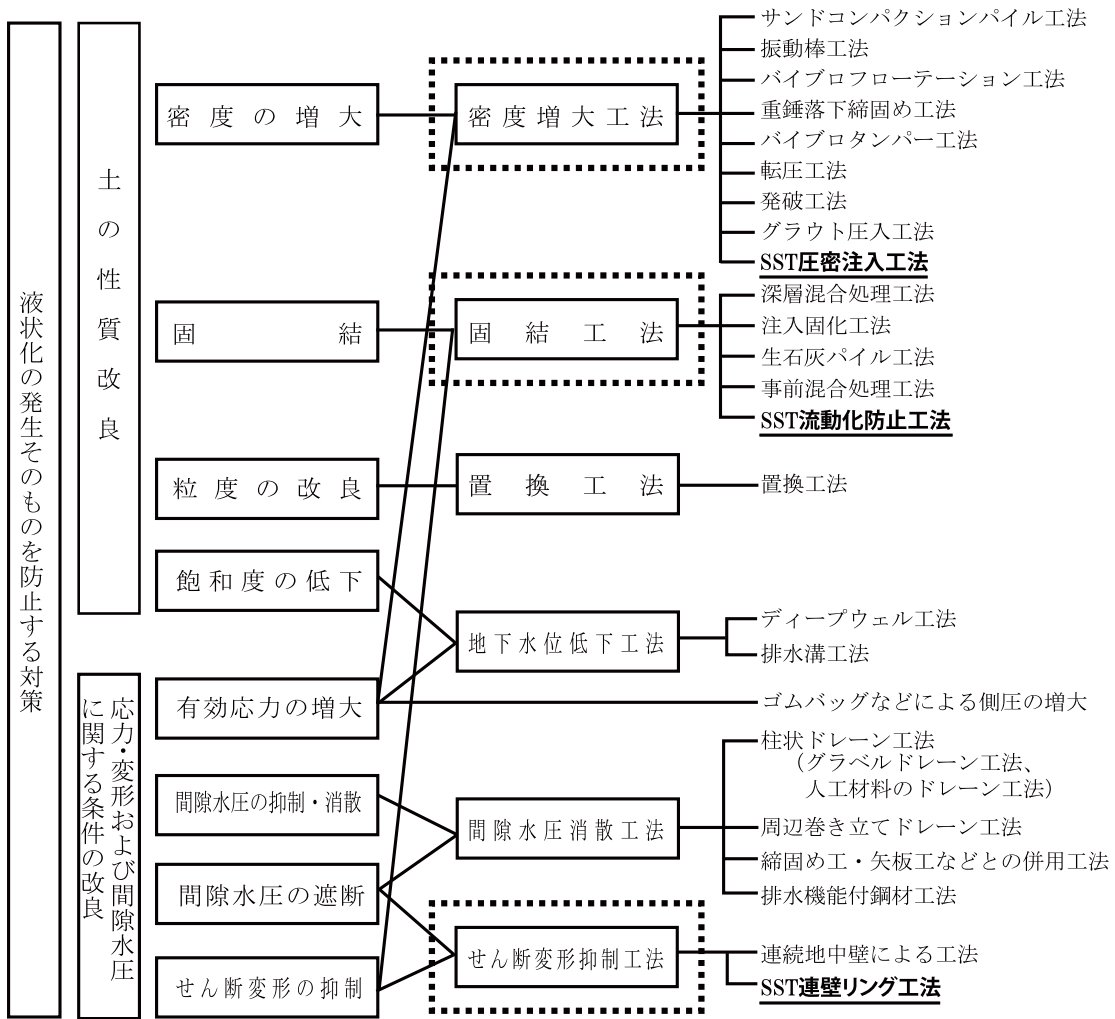 液状化の発生そのものを防止する対策
土の性質改良
応力・変形および間隙水圧
に関する条件の改良
密度の増大
固結
粒度の改良
飽和度の低下
有効応力の増大
間隙水圧の抑制・消散
間隙水圧の遮断
せん断変形の抑制
密度増大工法
固結工法
置換工法
地下水位低下工法
間隙水圧消散工法
せん断変形抑制工法
サンドコンパクションパイル工法
振動棒工法
バイブロフローテーション工法
重錘落下締固め工法
バイブロタンパー工法
転圧工法
発破工法
グラウト圧入工法
SST圧密注入工法
深層混合処理工法
注入固化工法
生石灰パイル工法
事前混合処理工法
SST流動化防止工法
置換工法
ディープウェル工法
排水溝工法
ゴムバッグなどによる側圧の増大
柱状ドレーン工法
（グラベルドレーン工法、
人工材料のドレーン工法）
周辺巻き立てドレーン工法
締固め工・矢板工などとの併用工法
排水機能付鋼材工法
連続地中壁による工法
SST連壁リング工法